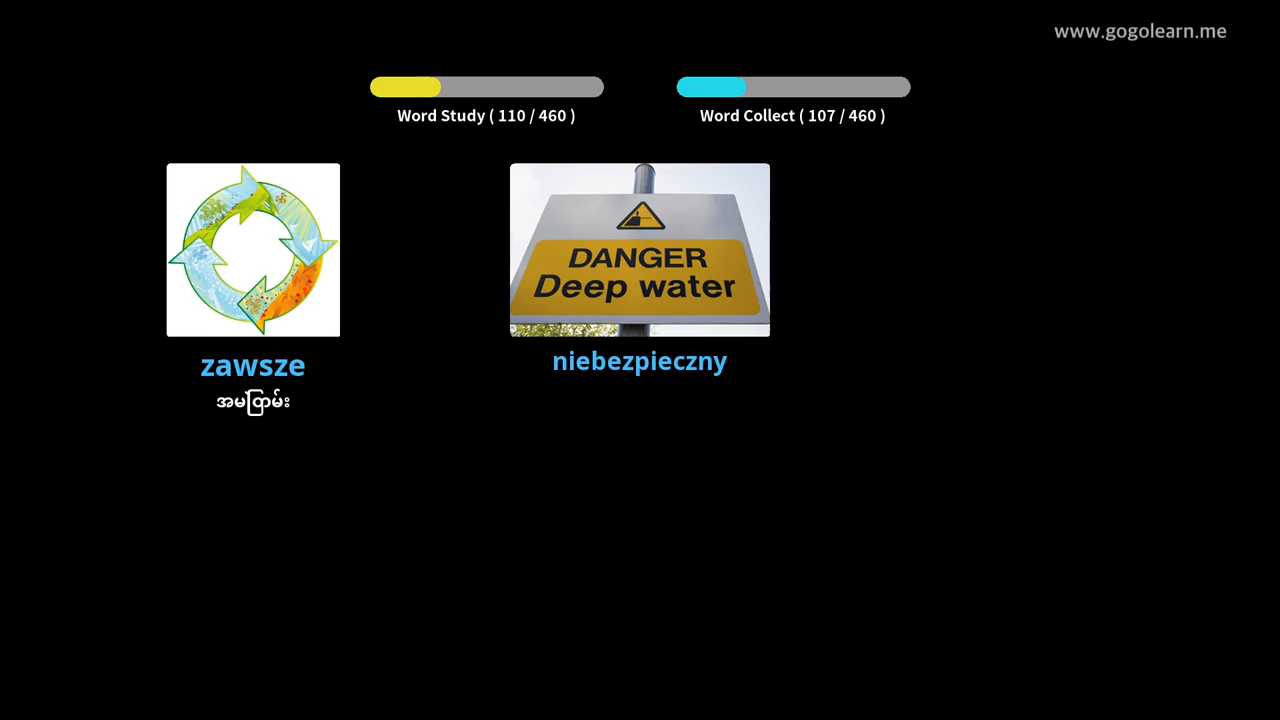 www.gogolearn.me
Word Study ( 110 / 460 )
Word Collect ( 107 / 460 )
DANGER
Deep water
zawsze
niebezpieczny
အမြဲတမ်း